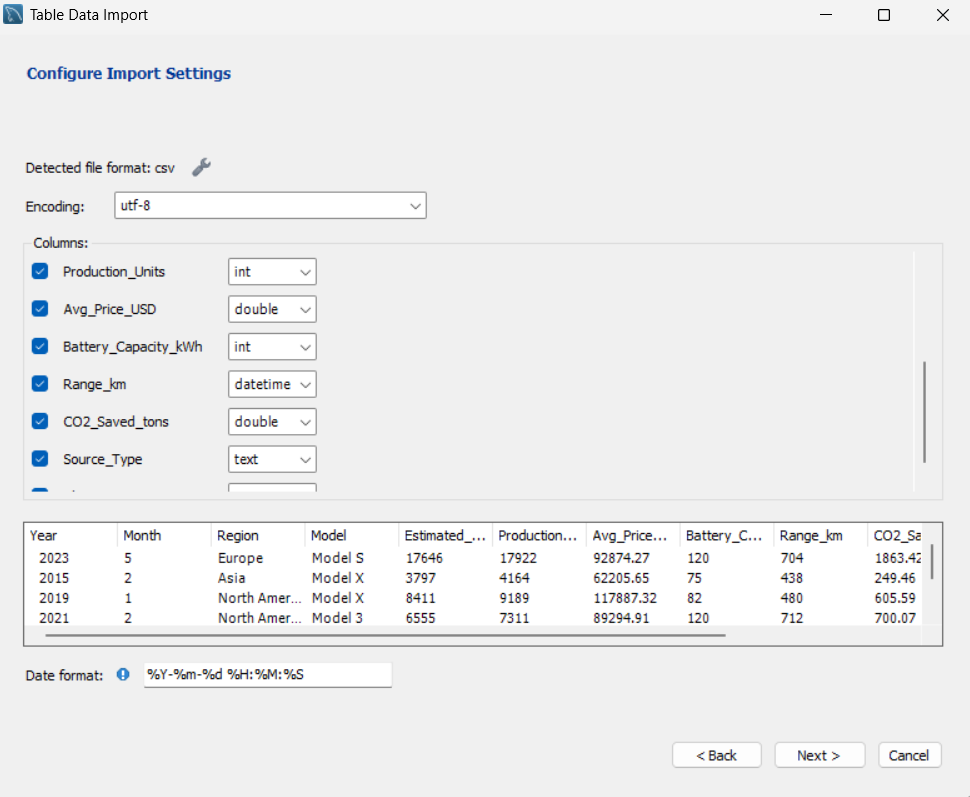 Table Data Import
Configure Import Settings
Detected file format: csv
Encoding: utf-8
Columns:
Production_Units int
Avg_Price_USD double
Battery_Capacity_kWh int
Range_km datetime
CO2_Saved_tons double
Source_Type text
Year Month Region Model Estimated_... Production... Avg_Price... Battery_C... Range_km CO2_Sa
2023 5 Europe Model S 17646 17922 92874.27 120 704 1863.42
2015 2 Asia Model X 3797 4164 62205.65 75 438 249.46
2019 1 North Amer... Model X 8411 9189 117887.32 82 480 605.59
2021 2 North Amer... Model 3 6555 7311 89294.91 120 712 700.07
Date format: %Y-%m-%d %H:%M:%S
< Back Next > Cancel